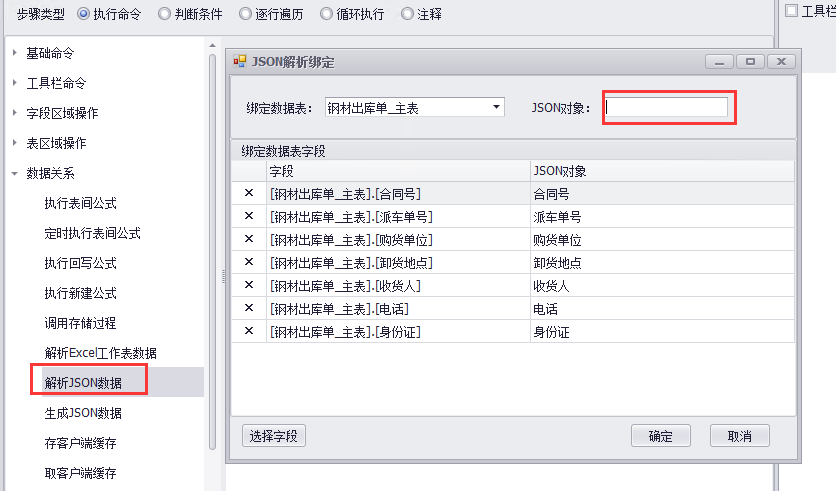 步骤类型 执行命令 判断条件 逐行遍历 循环执行 注释
工具栏
基础命令
工具栏命令
字段区域操作
表区域操作
数据关系
执行表间公式
定时执行表间公式
执行回写公式
执行新建公式
调用存储过程
解析Excel工作表数据
解析JSON数据
生成JSON数据
存客户端缓存
取客户端缓存
JSON解析绑定
绑定数据表： 钢材出库单_主表 JSON对象：
绑定数据表字段
字段 JSON对象
[钢材出库单_主表].[合同号] 合同号
[钢材出库单_主表].[派车单号] 派车单号
[钢材出库单_主表].[购货单位] 购货单位
[钢材出库单_主表].[卸货地点] 卸货地点
[钢材出库单_主表].[收货人] 收货人
[钢材出库单_主表].[电话] 电话
[钢材出库单_主表].[身份证] 身份证
选择字段 确定 取消